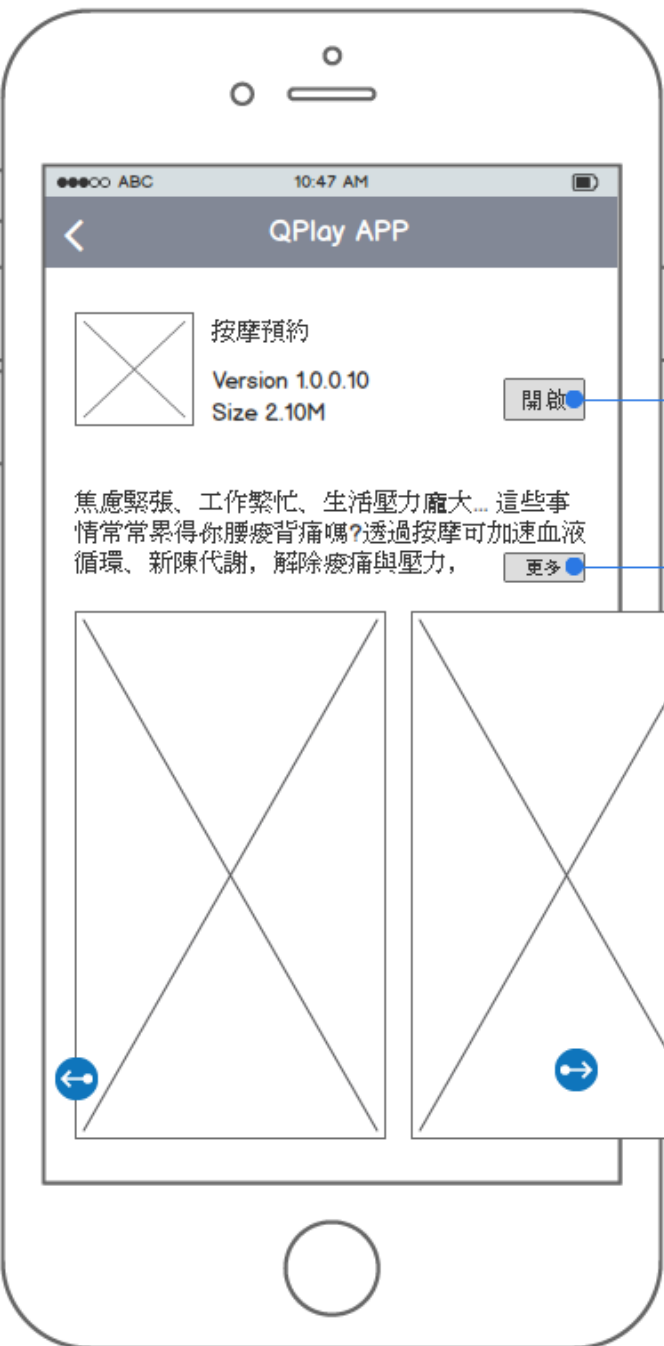 ABC 10:47 AM
QPlay APP
按摩預約
Version 1.0.0.10
Size 2.10M
開啟
焦慮緊張、工作繁忙、生活壓力龐大... 這些事
情常常累得你腰痠背痛嗎?透過按摩可加速血液
循環、新陳代謝，解除痠痛與壓力，
更多